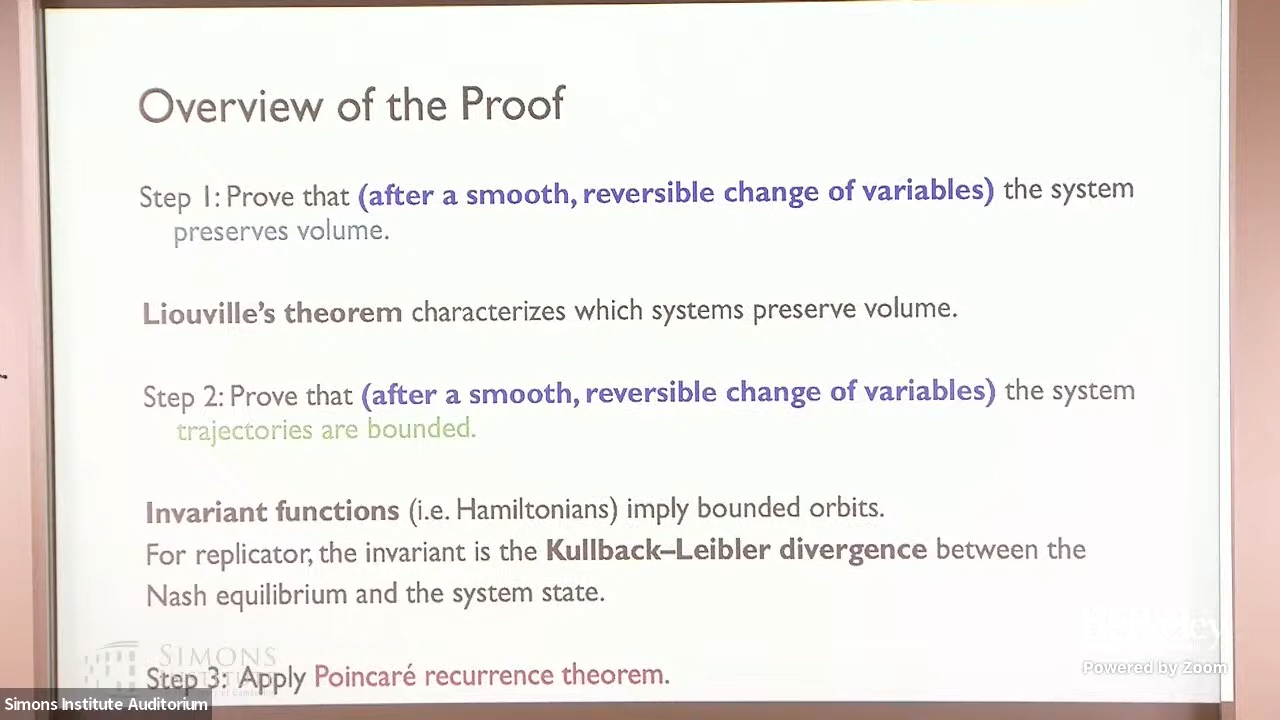 Overview of the Proof
Step 1: Prove that (after a smooth, reversible change of variables) the system
preserves volume.
Liouville's theorem characterizes which systems preserve volume.
Step 2: Prove that (after a smooth, reversible change of variables) the system
trajectories are bounded.
Invariant functions (i.e. Hamiltonians) imply bounded orbits.
For replicator, the invariant is the Kullback–Leibler divergence between the
Nash equilibrium and the system state.
SIMONS
Step 3: Apply Poincaré recurrence theorem.
Berkeley
Powered by Zoom
Simons Institute Auditorium